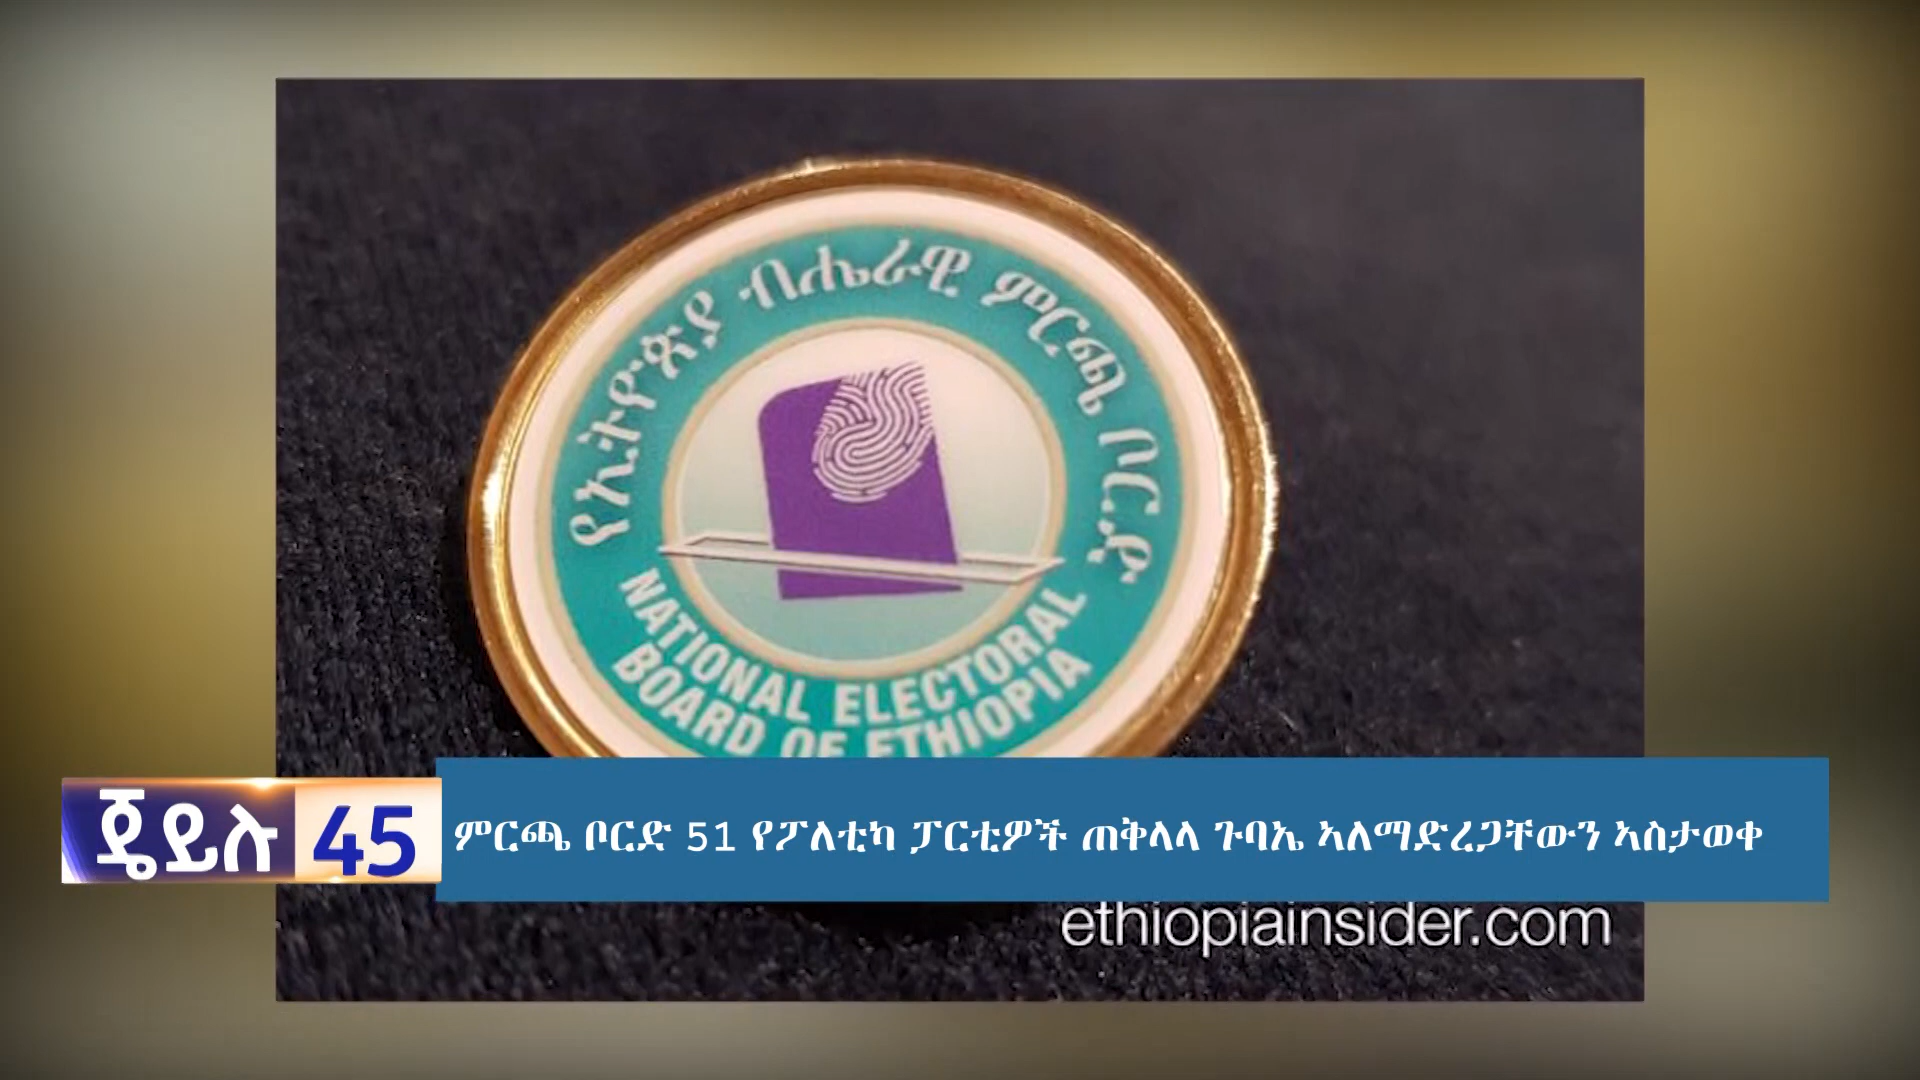 የኢትዮጵያ ብሔራዊ ምርጫ ቦርድ
NATIONAL ELECTORAL
BOARD OF ETHIOPIA
ጄይሉ 45
ምርጫ ቦርድ 51 የፖለቲካ ፓርቲዎች ጠቅላላ ጉባኤ ኣለማድረጋቸውን ኣስታወቀ
ethiopiainsider.com